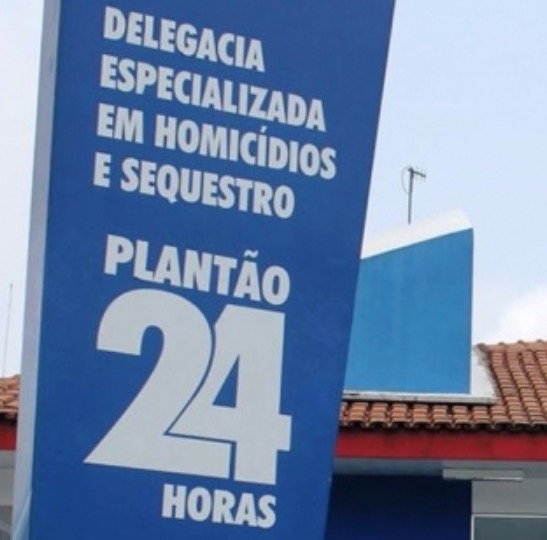 DELEGACIA
ESPECIALIZADA
EM HOMICÍDIOS
E SEQUESTRO
PLANTÃO
24
HORAS